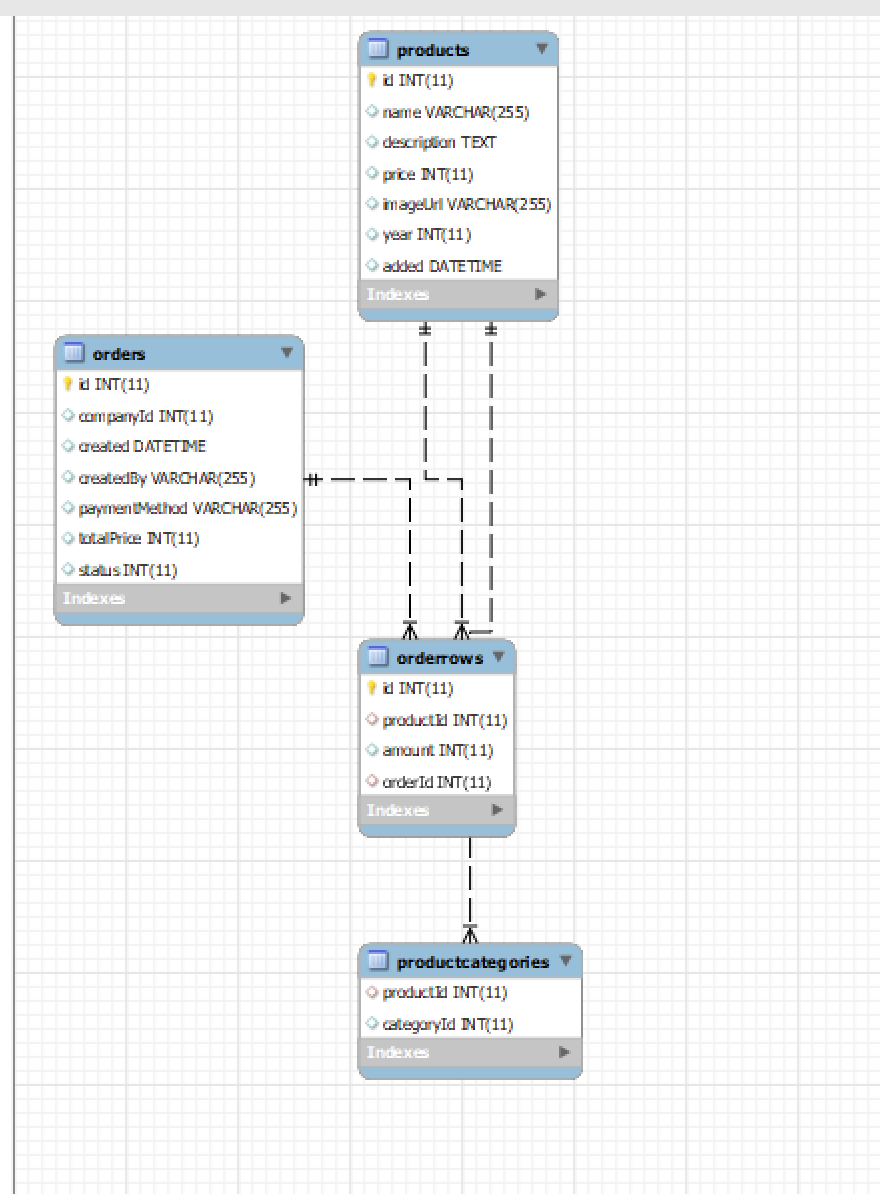 products
id INT(11)
name VARCHAR(255)
description TEXT
price INT(11)
imageUrl VARCHAR(255)
year INT(11)
added DATETIME
Indexes
orders
id INT(11)
companyId INT(11)
created DATETIME
createdBy VARCHAR(255)
paymentMethod VARCHAR(255)
totalPrice INT(11)
status INT(11)
Indexes
orderrows
id INT(11)
productId INT(11)
amount INT(11)
orderId INT(11)
Indexes
productcategories
productId INT(11)
categoryId INT(11)
Indexes